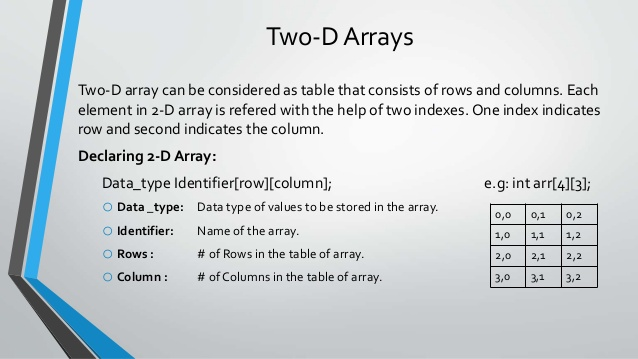 Two-D Arrays
Two-D array can be considered as table that consists of rows and columns. Each
element in 2-D array is refered with the help of two indexes. One index indicates
row and second indicates the column.
Declaring 2-D Array:
Data_type Identifier[row][column]; e.g: int arr[4][3];
Data _type: Data type of values to be stored in the array.
Identifier: Name of the array.
Rows : # of Rows in the table of array.
Column : # of Columns in the table of array.
0,0 0,1 0,2
1,0 1,1 1,2
2,0 2,1 2,2
3,0 3,1 3,2